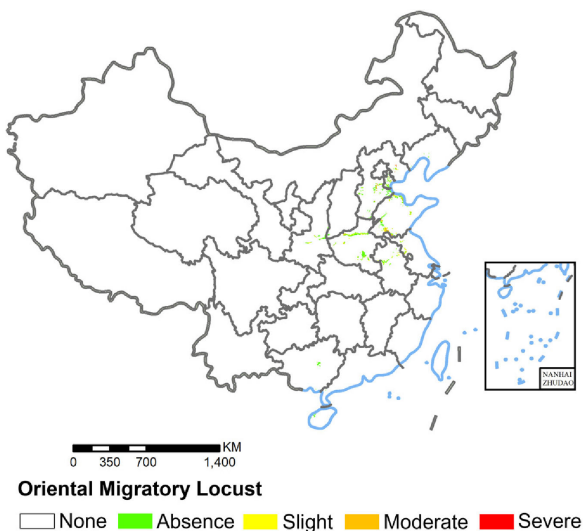 NANHAI
ZHUDAO
KM
0 350 700 1,400
Oriental Migratory Locust
None Absence Slight Moderate Severe